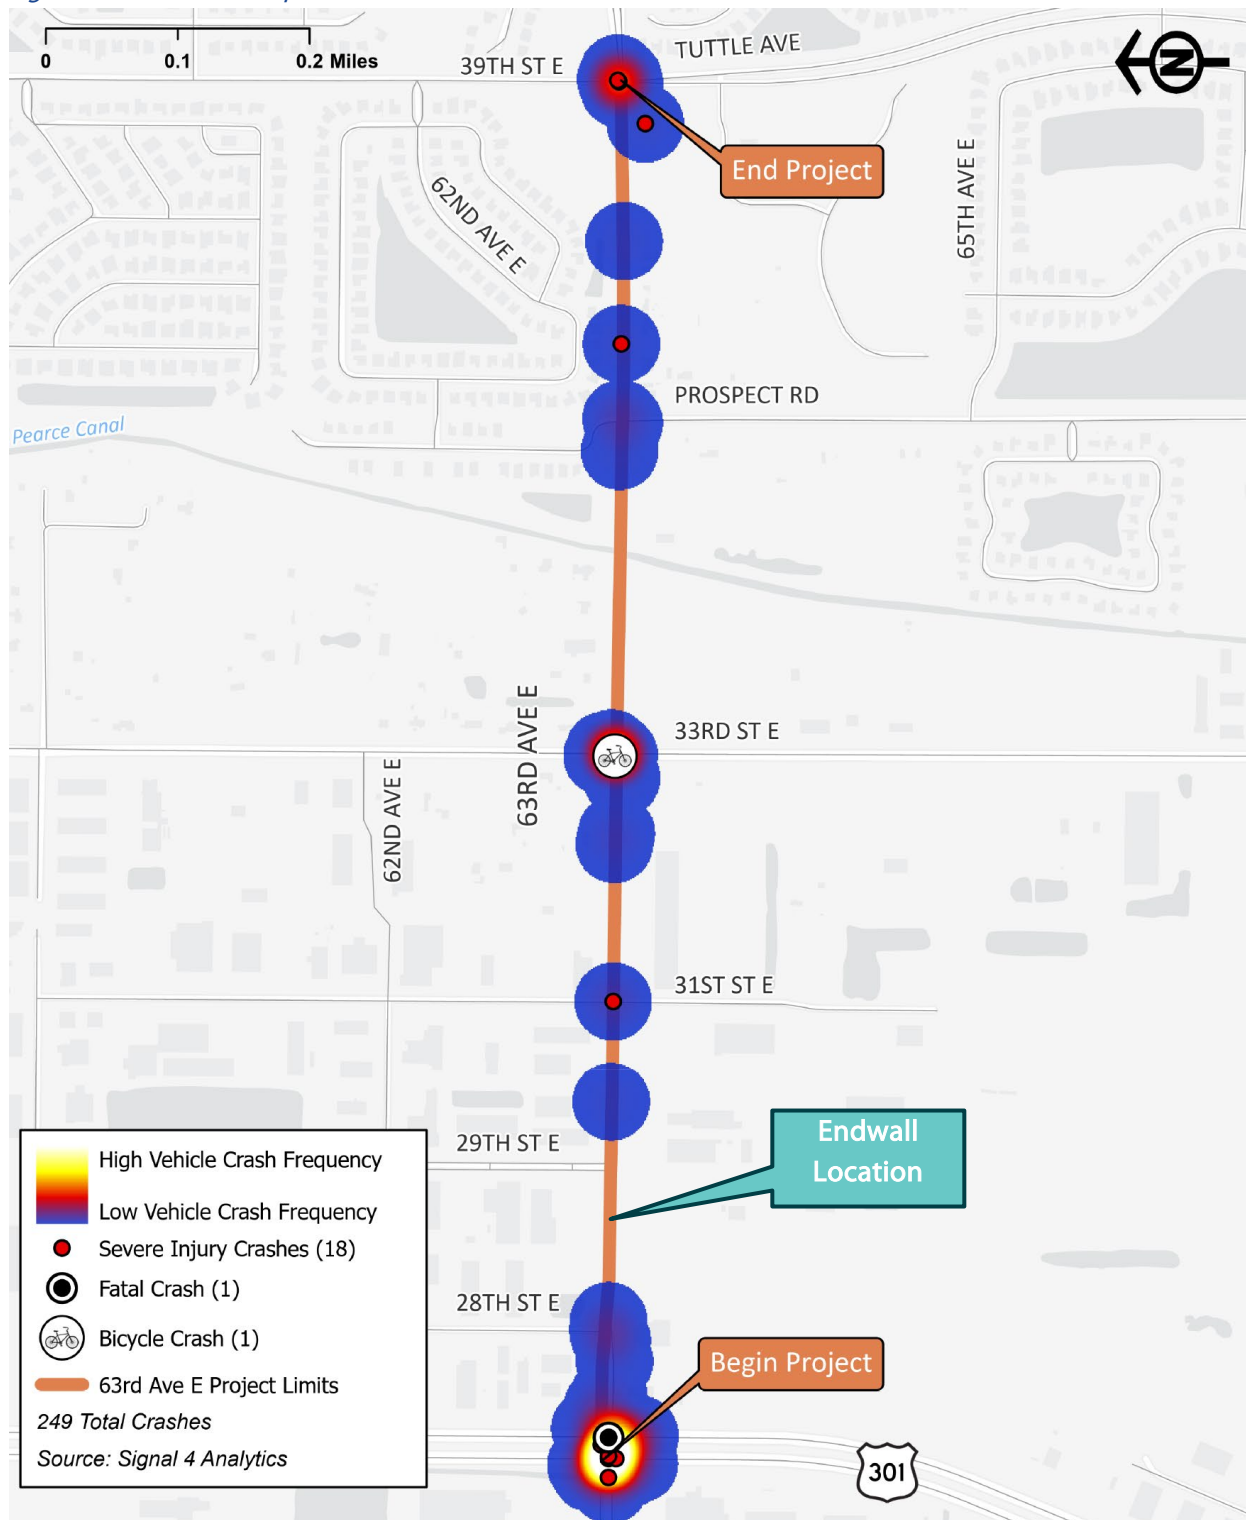 TUTTLE AVE
0
0.1
0.2 Miles
39TH ST E
N
End Project
65TH AVE E
62ND AVE E
PROSPECT RD
Pearce Canal
33RD ST E
63RD AVE E
62ND AVE E
31ST ST E
Endwall
Location
29TH ST E
High Vehicle Crash Frequency
Low Vehicle Crash Frequency
Severe Injury Crashes (18)
Fatal Crash (1)
Bicycle Crash (1)
63rd Ave E Project Limits
249 Total Crashes
Source: Signal 4 Analytics
28TH ST E
Begin Project
301